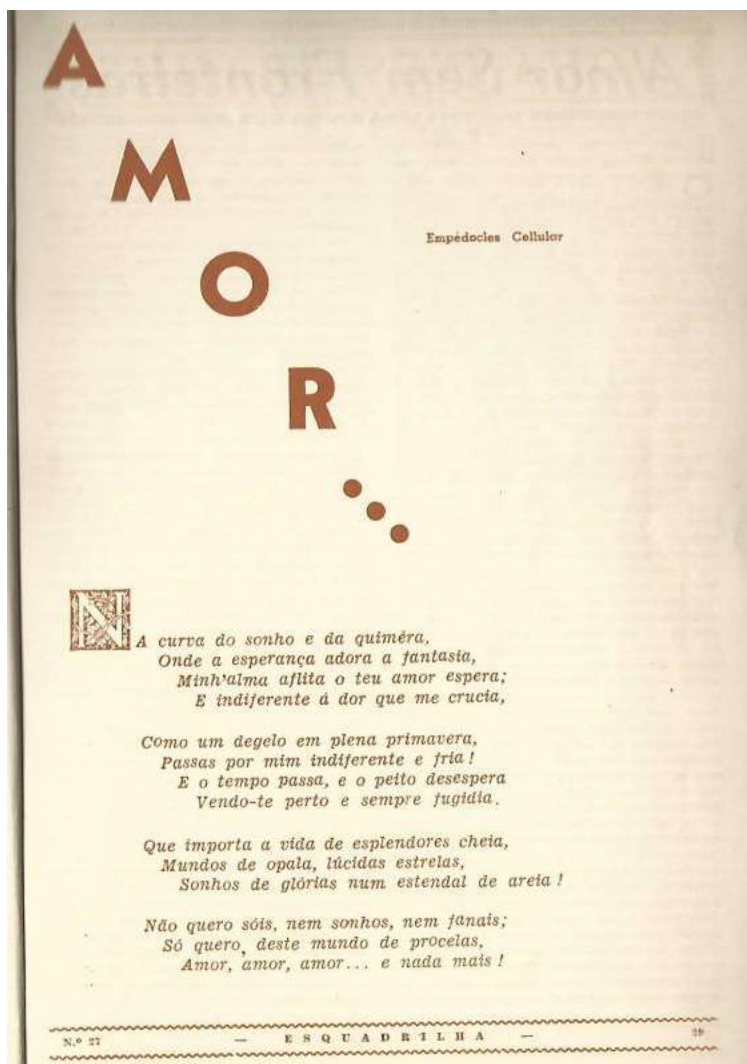 AMOR...
Empédocles Cellular
NA curva do sonho e da quiméra,
Onde a esperança adora a fantasia,
Minh'alma aflita o teu amor espera;
E indiferente á dor que me crucia,
Como um degelo em plena primavera,
Passas por mim indiferente e fria!
E o tempo passa, e o peito desespera
Vendo-te perto e sempre fugidia.
Que importa a vida de esplendores cheia,
Mundos de opala, lúcidas estrelas,
Sonhos de glórias num estendal de areia!
Não quero sóis, nem sonhos, nem fanais;
Só quero, deste mundo de procelas,
Amor, amor, amor... e nada mais!
N.º 27 — ESQUADRILHA — 29